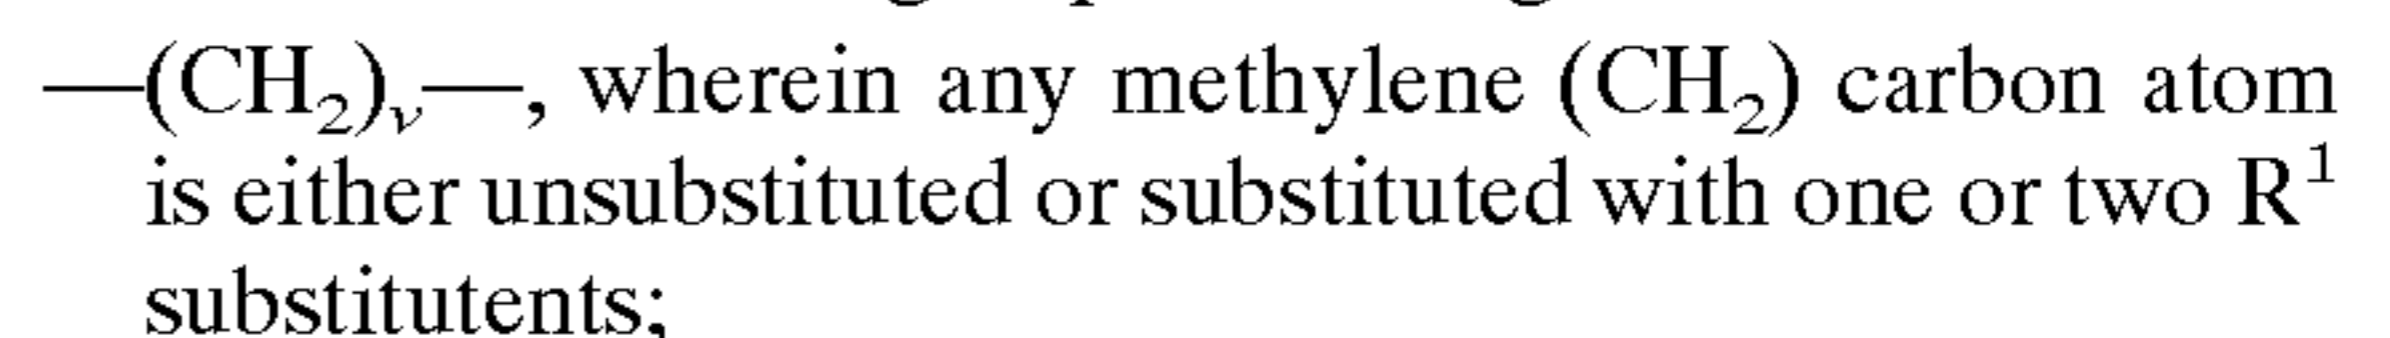 —(CH₂)ᵥ—, wherein any methylene (CH₂) carbon atom
is either unsubstituted or substituted with one or two R¹
substitutents;